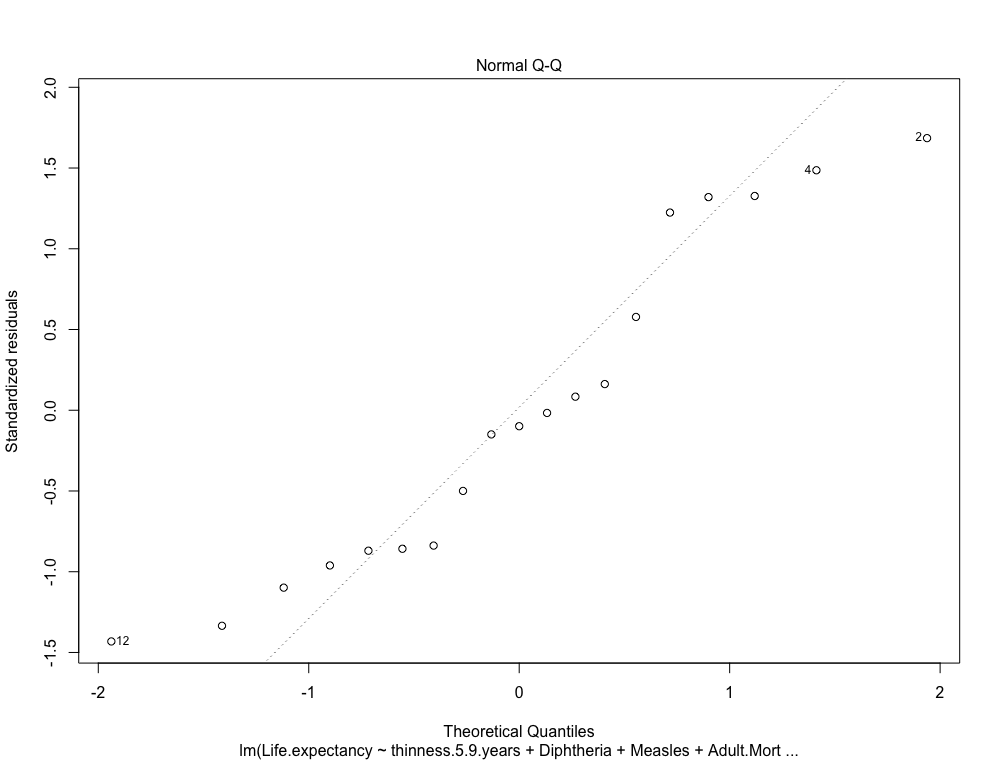 Normal Q-Q
2.0
1.5
1.0
0.5
0.0
-0.5
-1.0
-1.5
Standardized residuals
2
4
12
-2 -1 0 1 2
Theoretical Quantiles
lm(Life.expectancy ~ thinness.5.9.years + Diphtheria + Measles + Adult.Mort ...